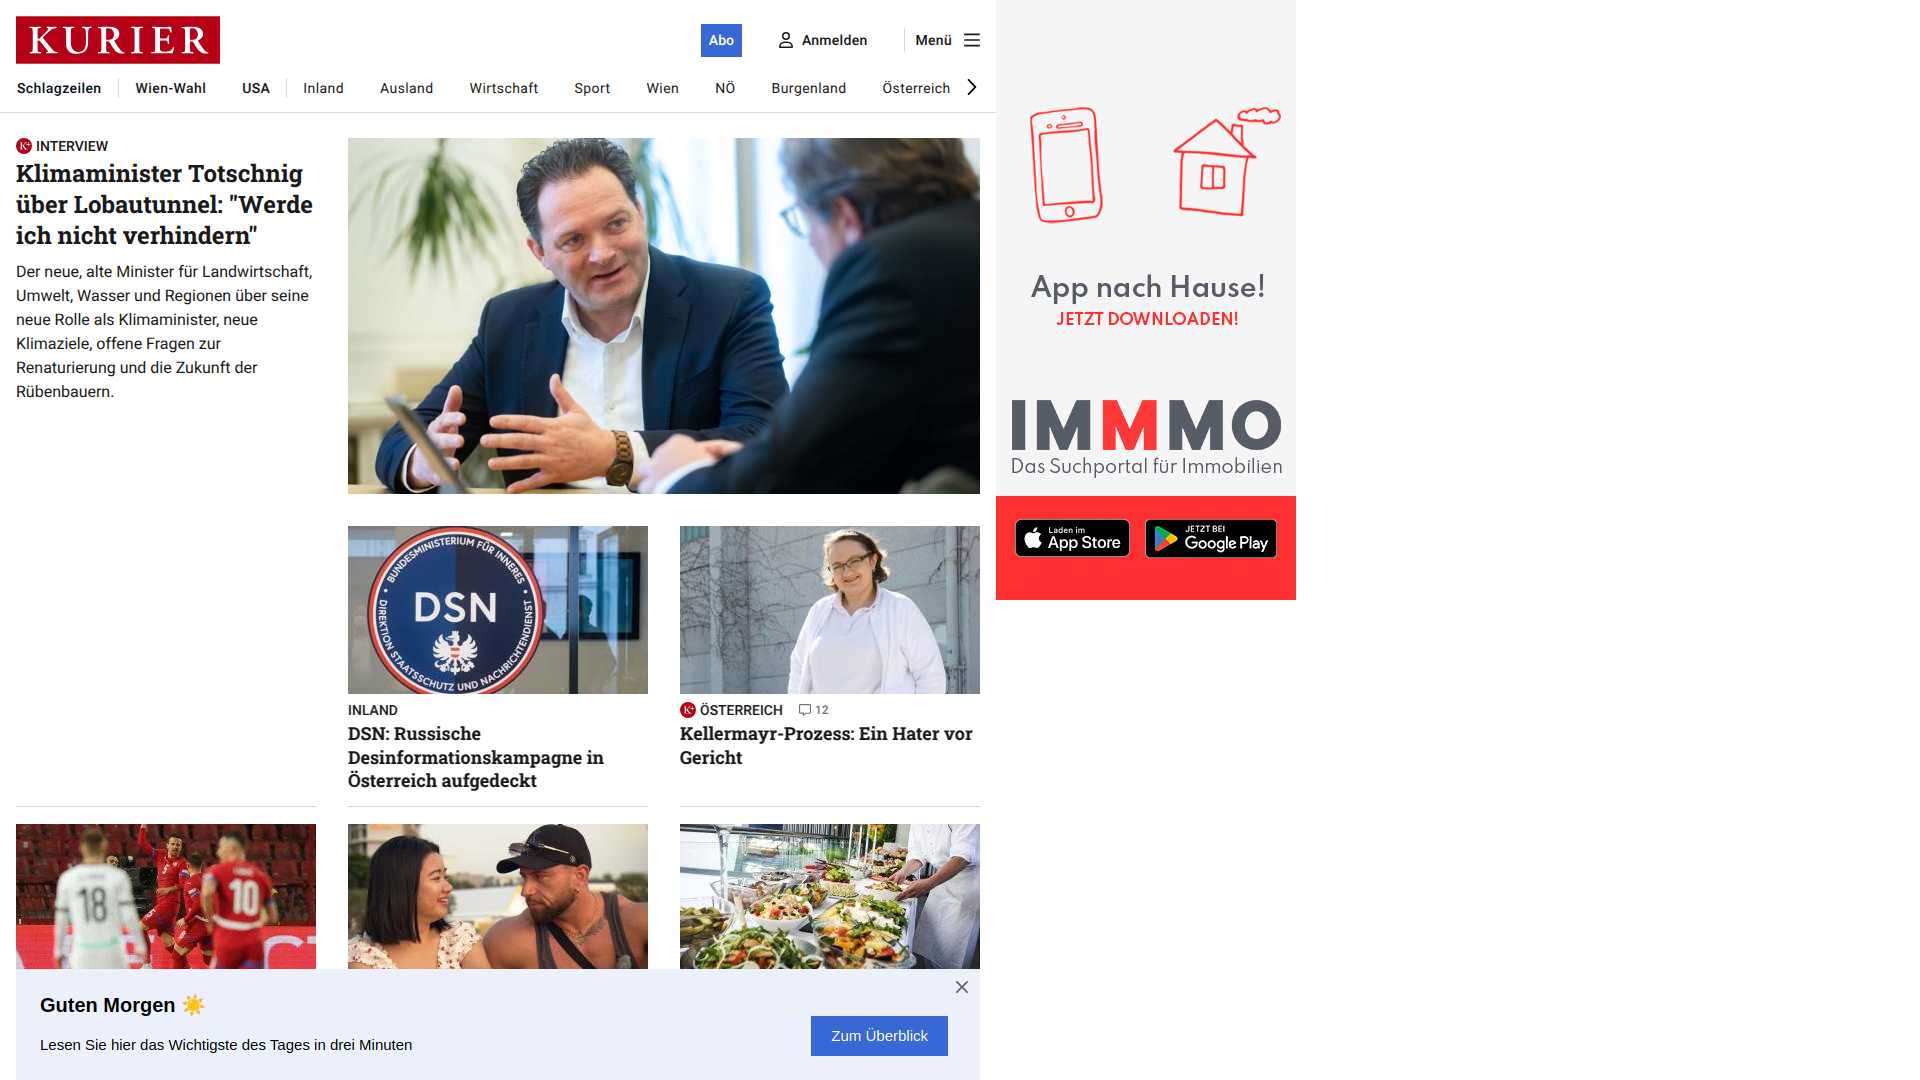 KURIER
Abo
Anmelden
Menü
Schlagzeilen
Wien-Wahl
USA
Inland
Ausland
Wirtschaft
Sport
Wien
NÖ
Burgenland
Österreich
K+ INTERVIEW
Klimaminister Totschnig
über Lobautunnel: "Werde
ich nicht verhindern"
Der neue, alte Minister für Landwirtschaft,
Umwelt, Wasser und Regionen über seine
neue Rolle als Klimaminister, neue
Klimaziele, offene Fragen zur
Renaturierung und die Zukunft der
Rübenbauern.
BUNDESMINISTERIUM FÜR INNERES
DSN
DIREKTION STAATSSCHUTZ UND NACHRICHTENDIENST
INLAND
DSN: Russische
Desinformationskampagne in
Österreich aufgedeckt
K+ ÖSTERREICH 12
Kellermayr-Prozess: Ein Hater vor
Gericht
18
10
Guten Morgen ☀️
Lesen Sie hier das Wichtigste des Tages in drei Minuten
Zum Überblick
App nach Hause!
JETZT DOWNLOADEN!
IMMMO
Das Suchportal für Immobilien
Laden im
App Store
JETZT BEI
Google Play